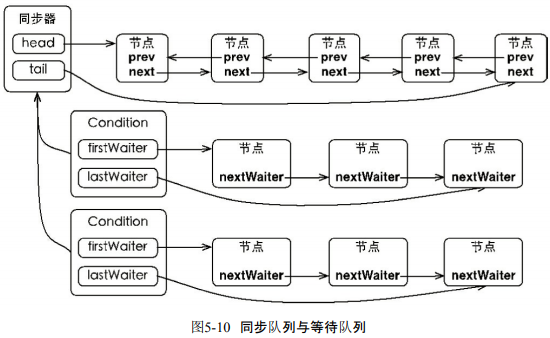 同步器
head
tail
节点 节点 节点 节点 节点
prev prev prev prev prev
next next next next next
Condition
firstWaiter
lastWaiter
节点 节点 节点
nextWaiter nextWaiter nextWaiter
Condition
firstWaiter
lastWaiter
节点 节点 节点
nextWaiter nextWaiter nextWaiter
图5-10 同步队列与等待队列